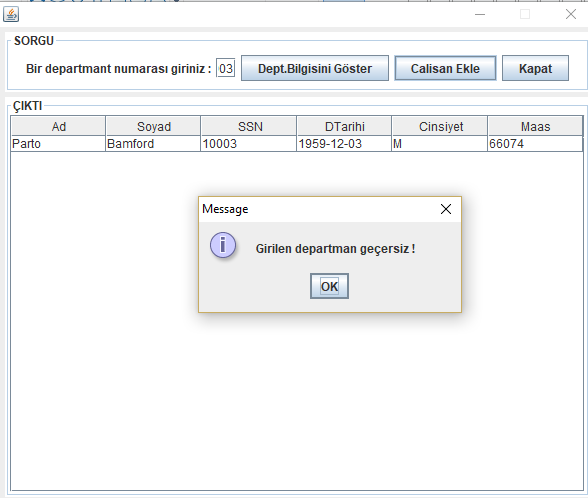 SORGU
Bir departmant numarası giriniz : 03 Dept.Bilgisini Göster Calisan Ekle Kapat
ÇIKTI
Ad Soyad SSN DTarihi Cinsiyet Maas
Parto Bamford 10003 1959-12-03 M 66074
Message
Girilen departman geçersiz !
OK